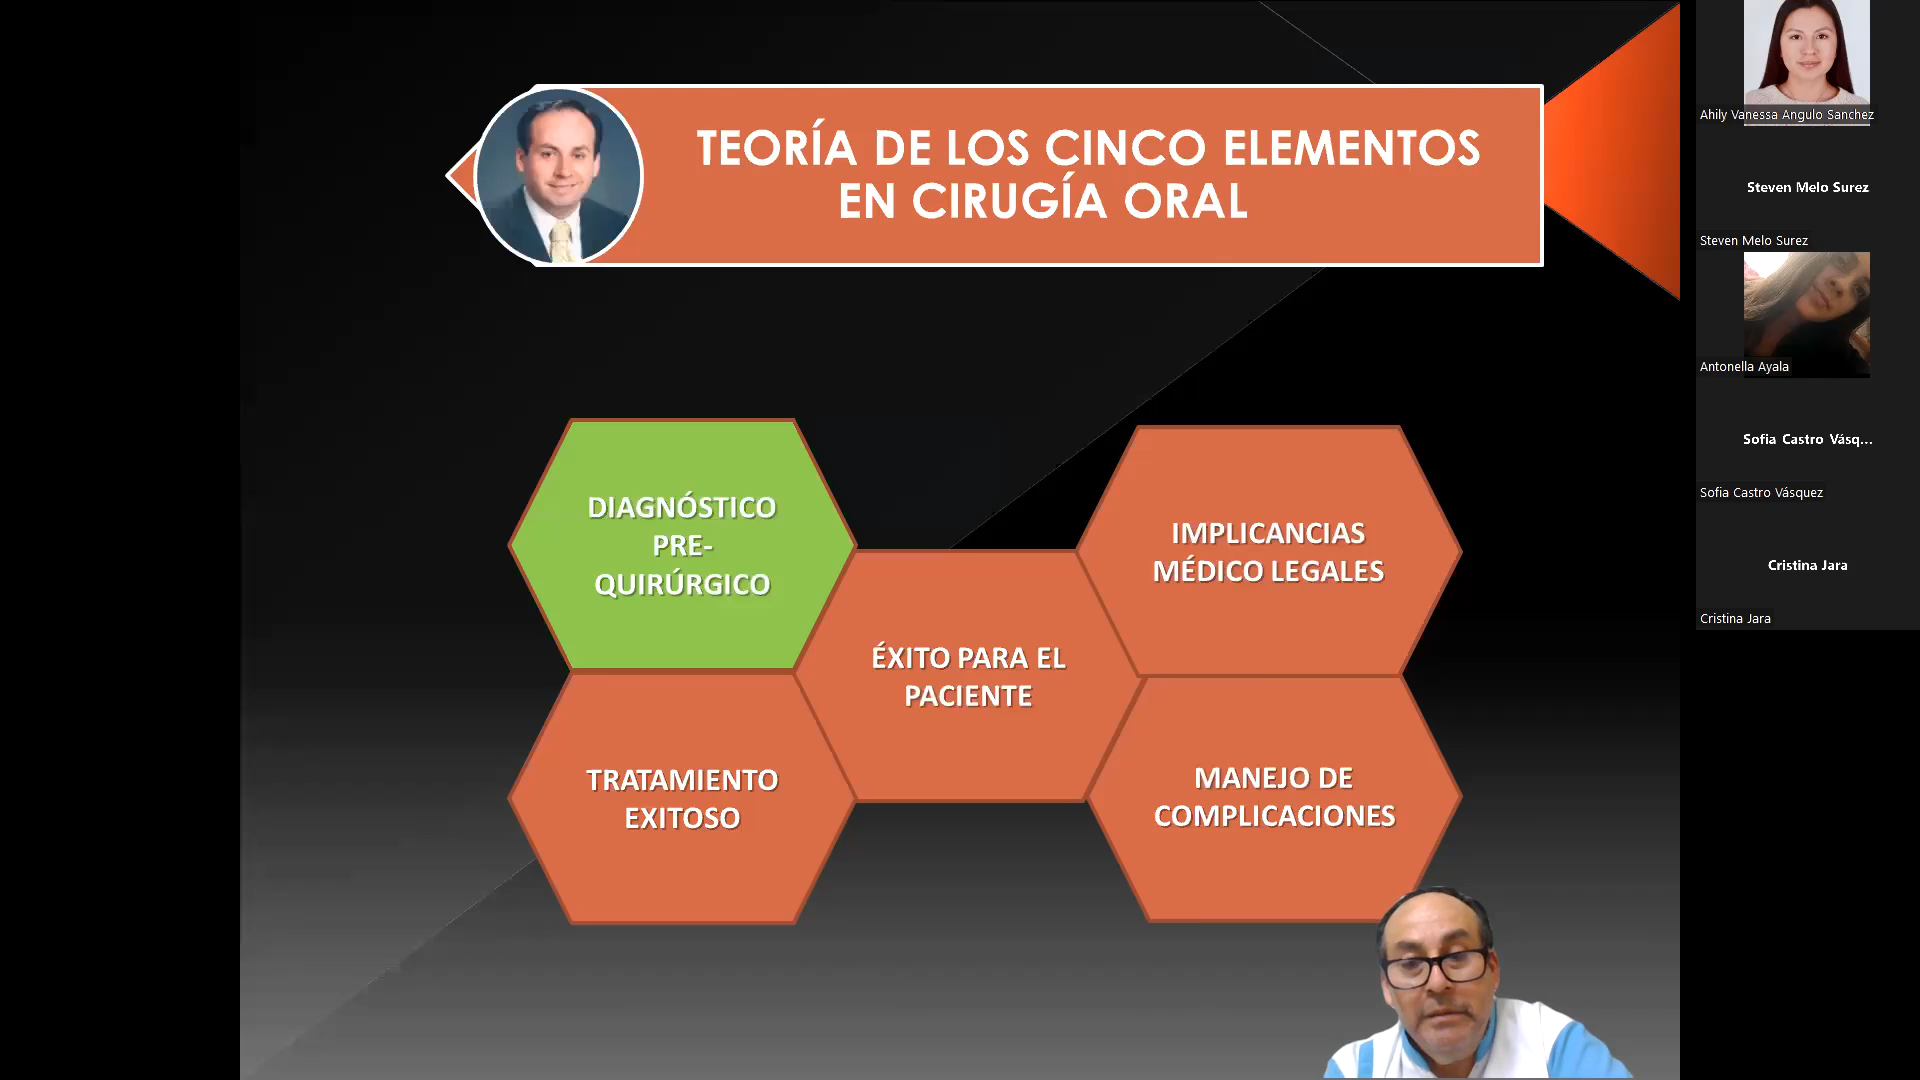 TEORÍA DE LOS CINCO ELEMENTOS
EN CIRUGÍA ORAL
DIAGNÓSTICO
PRE-
QUIRÚRGICO
IMPLICANCIAS
MÉDICO LEGALES
ÉXITO PARA EL
PACIENTE
TRATAMIENTO
EXITOSO
MANEJO DE
COMPLICACIONES
Ahily Vanessa Angulo Sanchez
Steven Melo Surez
Steven Melo Surez
Antonella Ayala
Sofia Castro Vásq...
Sofia Castro Vásquez
Cristina Jara
Cristina Jara